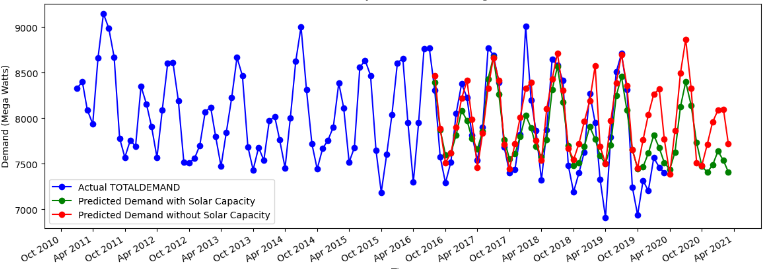 9000
8500
8000
7500
7000
Demand (Mega Watts)
Actual TOTALDEMAND
Predicted Demand with Solar Capacity
Predicted Demand without Solar Capacity
Oct 2010
Apr 2011
Oct 2011
Apr 2012
Oct 2012
Apr 2013
Oct 2013
Apr 2014
Oct 2014
Apr 2015
Oct 2015
Apr 2016
Oct 2016
Apr 2017
Oct 2017
Apr 2018
Oct 2018
Apr 2019
Oct 2019
Apr 2020
Oct 2020
Apr 2021